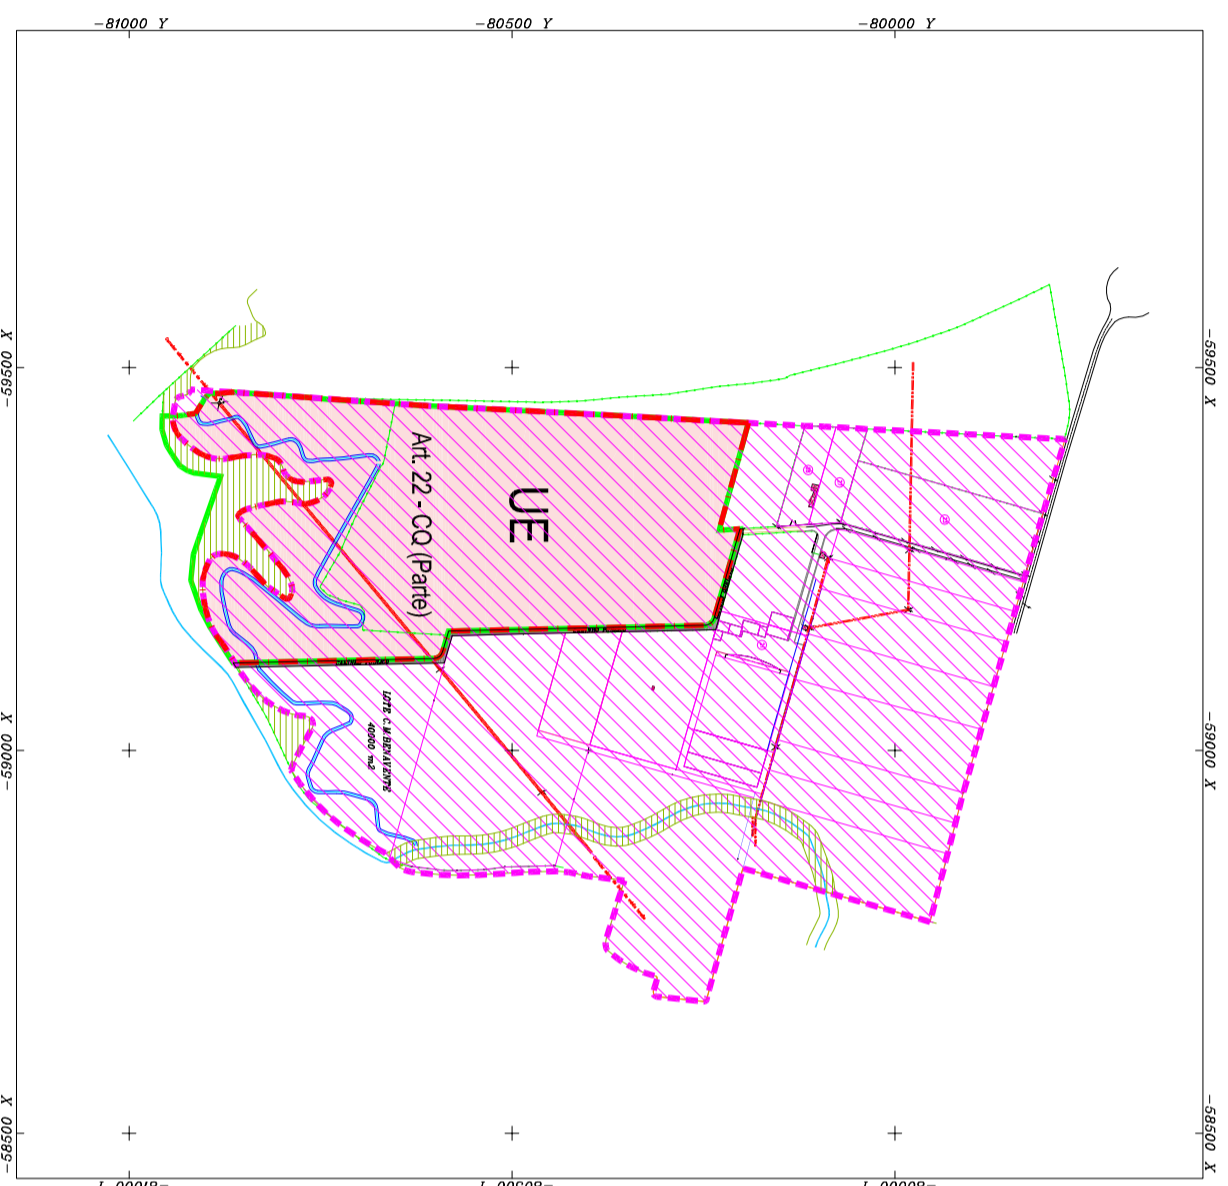 -81000 Y
-80500 Y
-80000 Y
-59500 X
-59500 X
UE
Art. 22 - CQ (Parte)
LOTE C. M. BENAVENTE
40000 m2
-59000 X
-59000 X
-58500 X
-58500 X